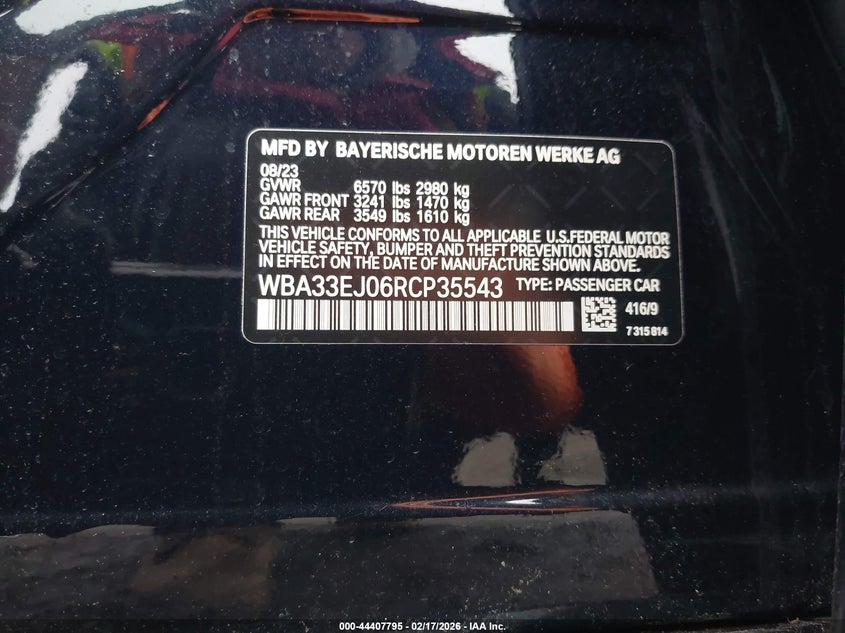 MFD BY BAYERISCHE MOTOREN WERKE AG
08/23
GVWR 6570 lbs 2980 kg
GAWR FRONT 3241 lbs 1470 kg
GAWR REAR 3549 lbs 1610 kg
THIS VEHICLE CONFORMS TO ALL APPLICABLE U.S.FEDERAL MOTOR
VEHICLE SAFETY, BUMPER AND THEFT PREVENTION STANDARDS
IN EFFECT ON THE DATE OF MANUFACTURE SHOWN ABOVE.
WBA33EJ06RCP35543 TYPE: PASSENGER CAR
416/9
7315814
000-44407795 - 02/17/2026 - IAA Inc.